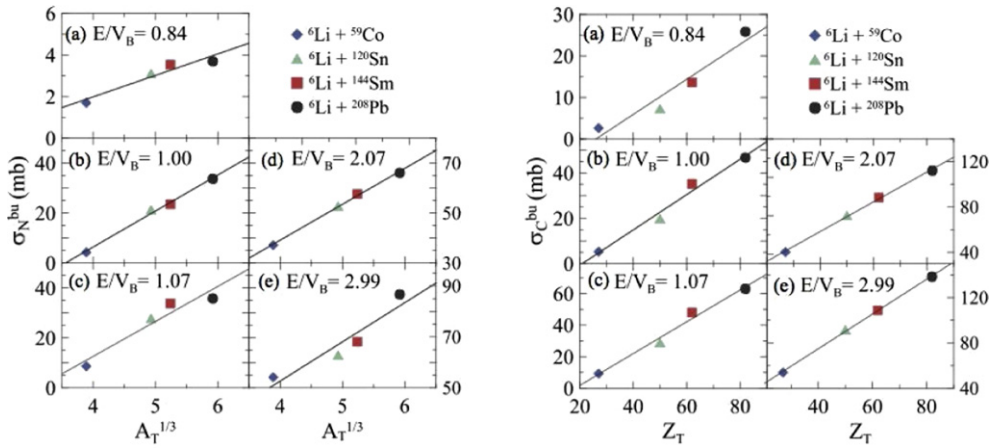 (a) E/V_B = 0.84
⁶Li + ⁵⁹Co
⁶Li + ¹²⁰Sn
⁶Li + ¹⁴⁴Sm
⁶Li + ²⁰⁸Pb
6
4
2
0
(b) E/V_B = 1.00
40
20
0
(d) E/V_B = 2.07
70
50
30
σ_N^bu (mb)
(c) E/V_B = 1.07
40
20
0
(e) E/V_B = 2.99
90
70
50
4 5 6
4 5 6
A_T^1/3
A_T^1/3
(a) E/V_B = 0.84
⁶Li + ⁵⁹Co
⁶Li + ¹²⁰Sn
⁶Li + ¹⁴⁴Sm
⁶Li + ²⁰⁸Pb
30
20
10
0
(b) E/V_B = 1.00
40
20
0
(d) E/V_B = 2.07
120
80
40
σ_C^bu (mb)
(c) E/V_B = 1.07
60
40
20
0
(e) E/V_B = 2.99
120
80
40
20 40 60 80
40 60 80
Z_T
Z_T